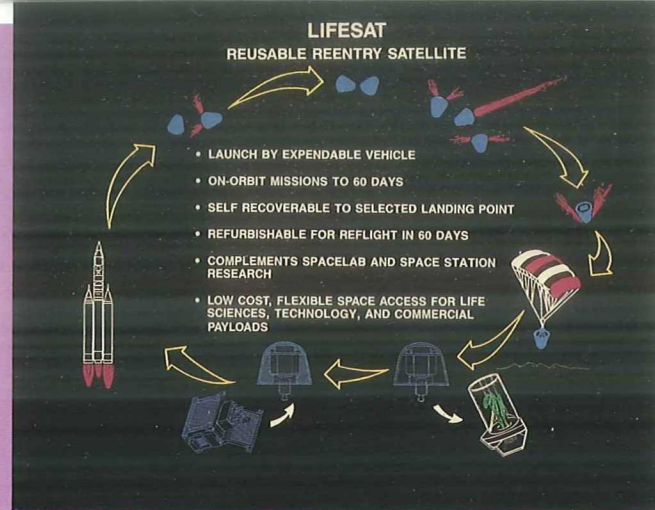 LIFESAT
REUSABLE REENTRY SATELLITE
• LAUNCH BY EXPENDABLE VEHICLE
• ON-ORBIT MISSIONS TO 60 DAYS
• SELF RECOVERABLE TO SELECTED LANDING POINT
• REFURBISHABLE FOR REFLIGHT IN 60 DAYS
• COMPLEMENTS SPACELAB AND SPACE STATION
RESEARCH
• LOW COST, FLEXIBLE SPACE ACCESS FOR LIFE
SCIENCES, TECHNOLOGY, AND COMMERCIAL
PAYLOADS